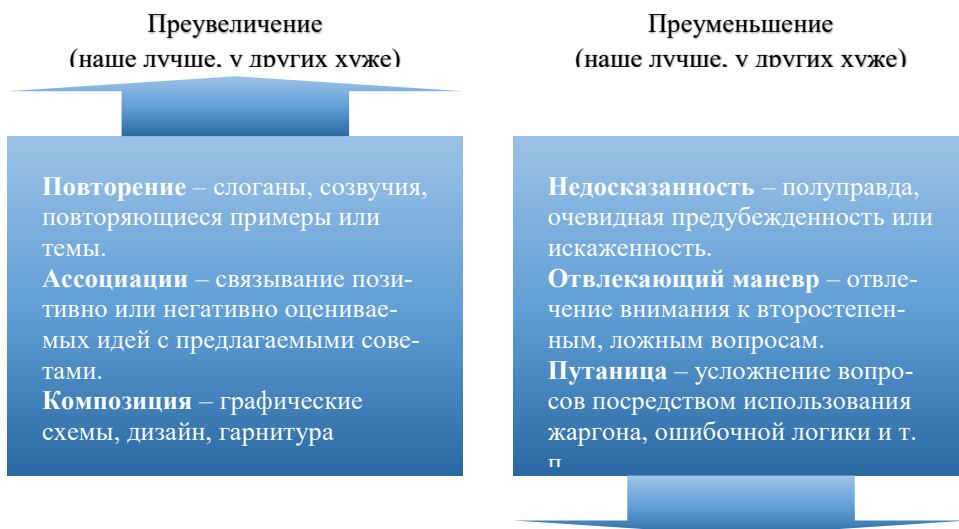 Преувеличение
(наше лучше, у других хуже)
Повторение – слоганы, созвучия,
повторяющиеся примеры или
темы.
Ассоциации – связывание пози-
тивно или негативно оценивае-
мых идей с предлагаемыми сове-
тами.
Композиция – графические
схемы, дизайн, гарнитура
Преуменьшение
(наше лучше, у других хуже)
Недосказанность – полуправда,
очевидная предубежденность или
искаженность.
Отвлекающий маневр – отвле-
чение внимания к второстепен-
ным, ложным вопросам.
Путаница – усложнение вопро-
сов посредством использования
жаргона, ошибочной логики и т.
п